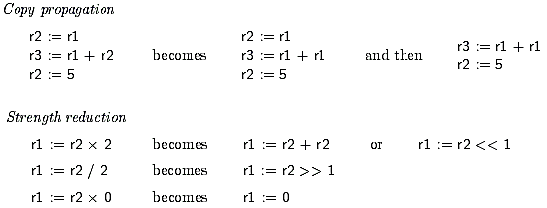 Copy propagation
r2 := r1 r2 := r1
r3 := r1 + r2 becomes r3 := r1 + r1 and then r3 := r1 + r1
r2 := 5 r2 := 5 r2 := 5
Strength reduction
r1 := r2 × 2 becomes r1 := r2 + r2 or r1 := r2 << 1
r1 := r2 / 2 becomes r1 := r2 >> 1
r1 := r2 × 0 becomes r1 := 0